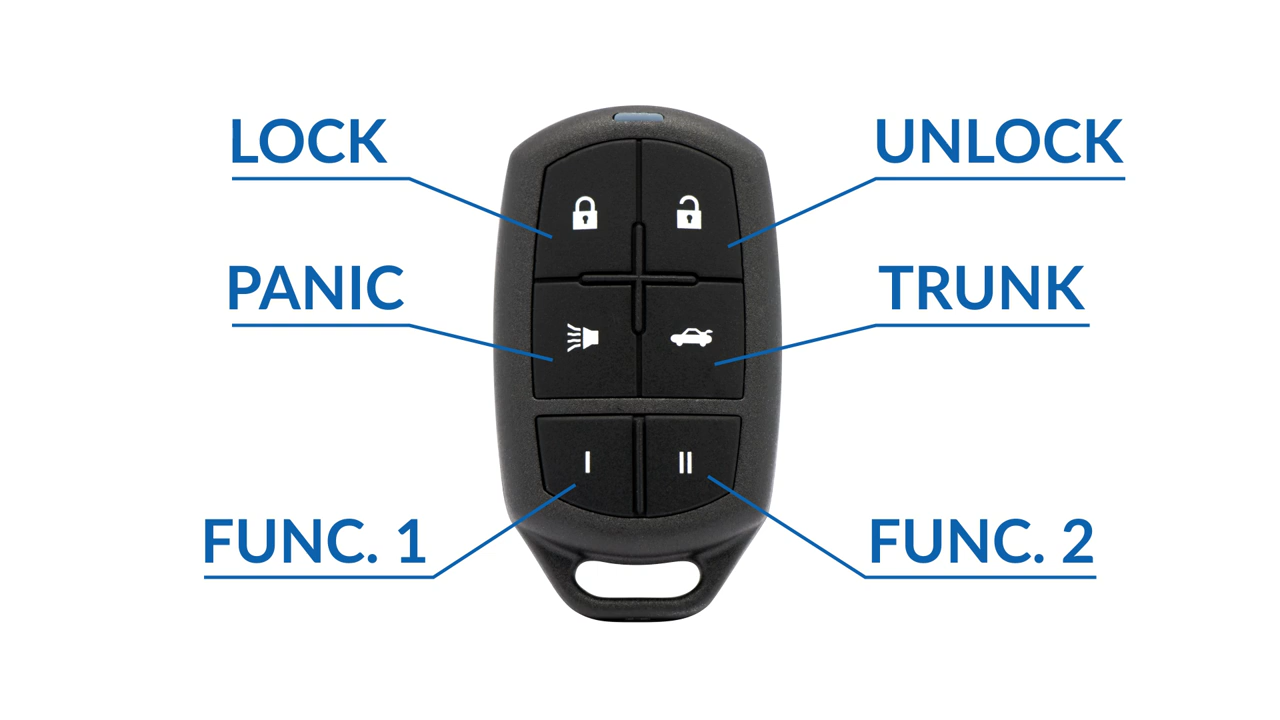 LOCK
UNLOCK
PANIC
TRUNK
I
II
FUNC. 1
FUNC. 2